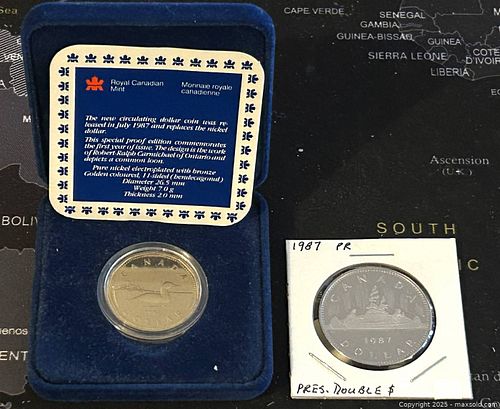 CAPE VERDE
SENEGAL
GAMBIA
GUINEA-BISSAU
GUINEA
SIERRA LEONE
LIBERIA
Ascension
(U.K.)
SOUTH
Royal Canadian
Mint
Monnaie royale
canadienne
The new circulating dollar coin was re-
leased in July 1987 and replaces the nickel
dollar.
This special proof edition commemorates
the first year of issue. The design is the work
of Robert-Ralph Carmichael of Ontario and
depicts a common loon.
Pure nickel electroplated with bronze
Golden coloured, 11-sided (hendecagonal)
Diameter 26.5 mm
Weight 7.0 g
Thickness 2.0 mm
CANADA
1987 PR
CANADA
1987
DOLLAR
PRES. DOUBLE $
Copyright 2025 - maxsold.com